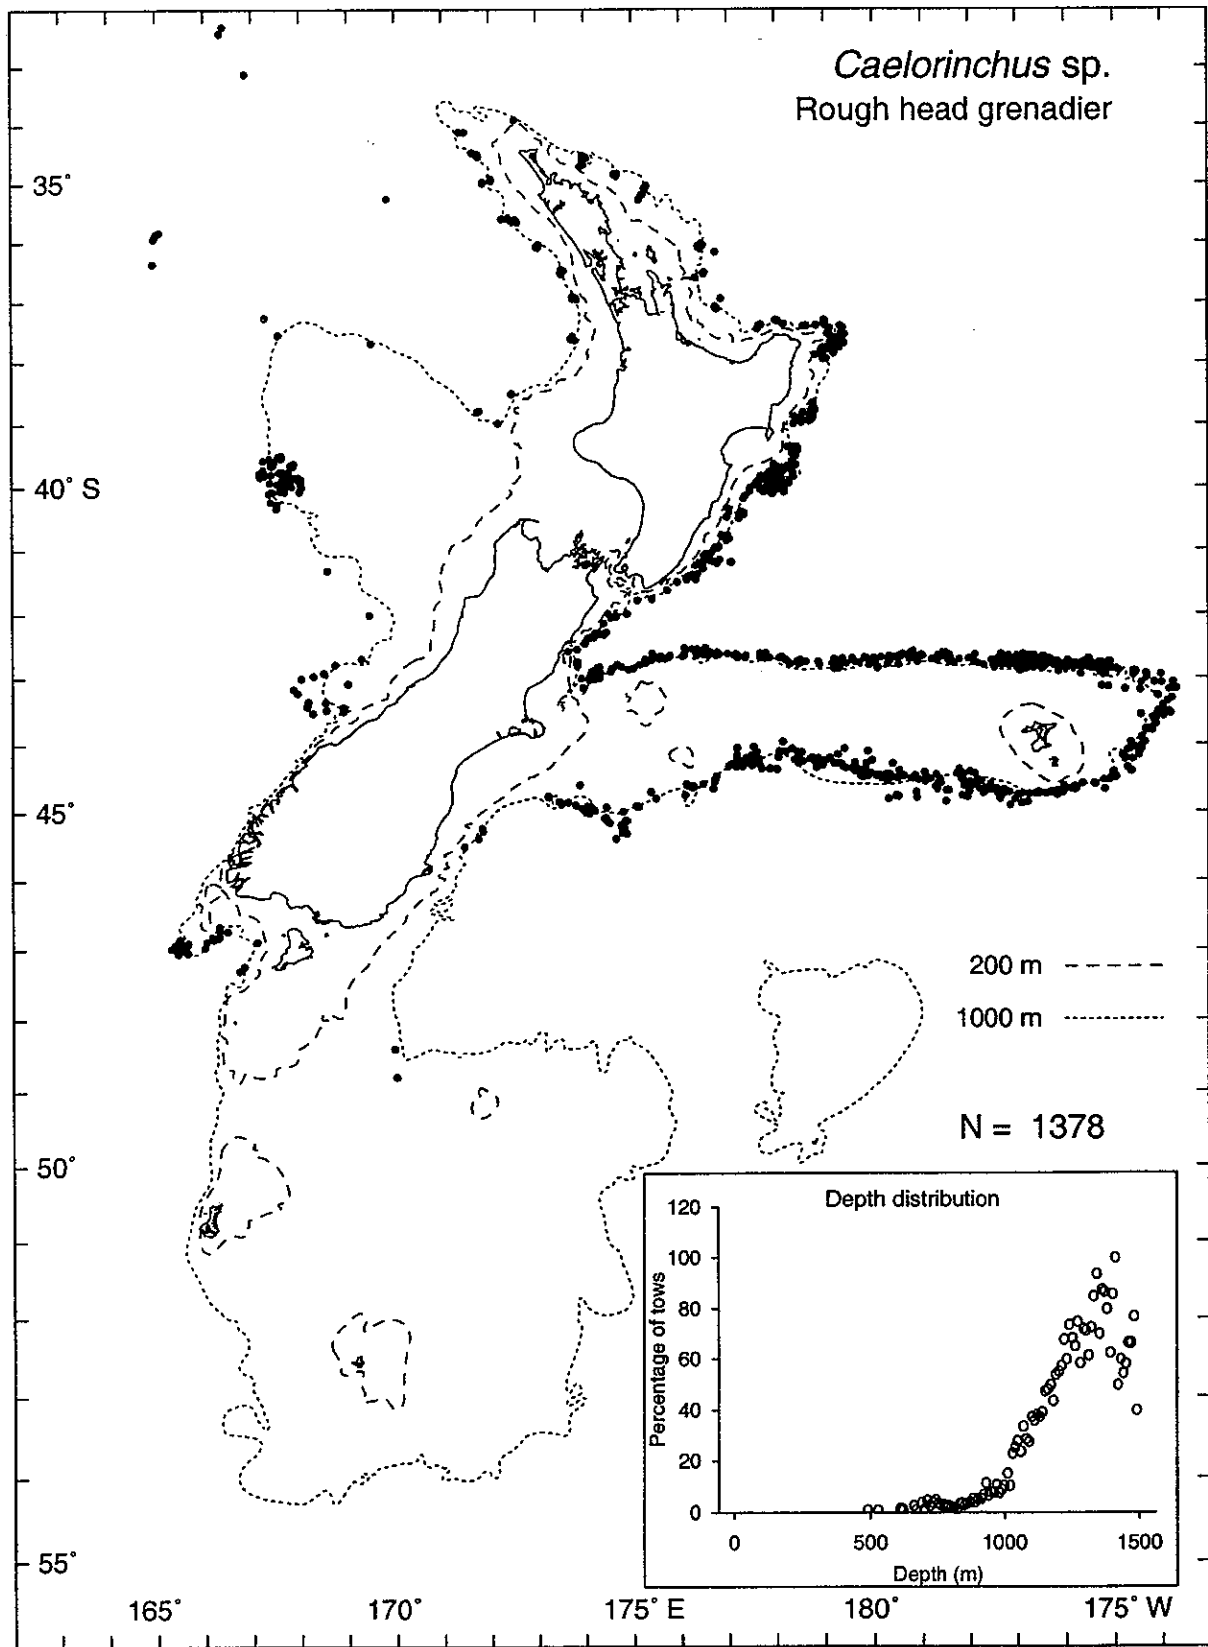 Caelorinchus sp.
Rough head grenadier
35°
40° S
45°
200 m
1000 m
N = 1378
50°
Depth distribution
120
100
80
60
40
20
0
Percentage of tows
0 500 1000 1500
Depth (m)
55°
165° 170° 175° E 180° 175° W